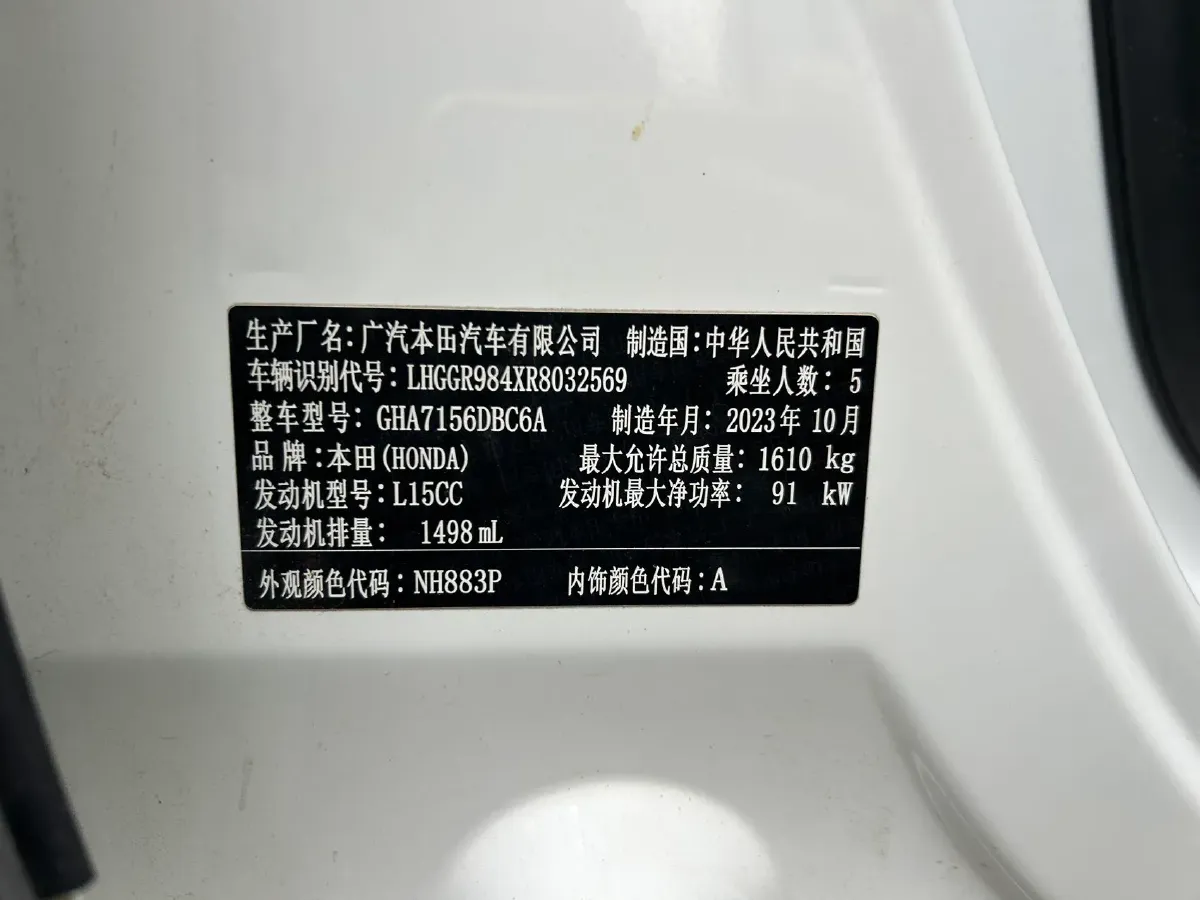 生产厂名：广汽本田汽车有限公司 制造国：中华人民共和国
车辆识别代号：LHGGR984XR8032569 乘坐人数：5
整车型号：GHA7156DBC6A 制造年月：2023年10月
品牌：本田(HONDA) 最大允许总质量：1610 kg
发动机型号：L15CC 发动机最大净功率：91 kW
发动机排量：1498 mL
外观颜色代码：NH883P 内饰颜色代码：A